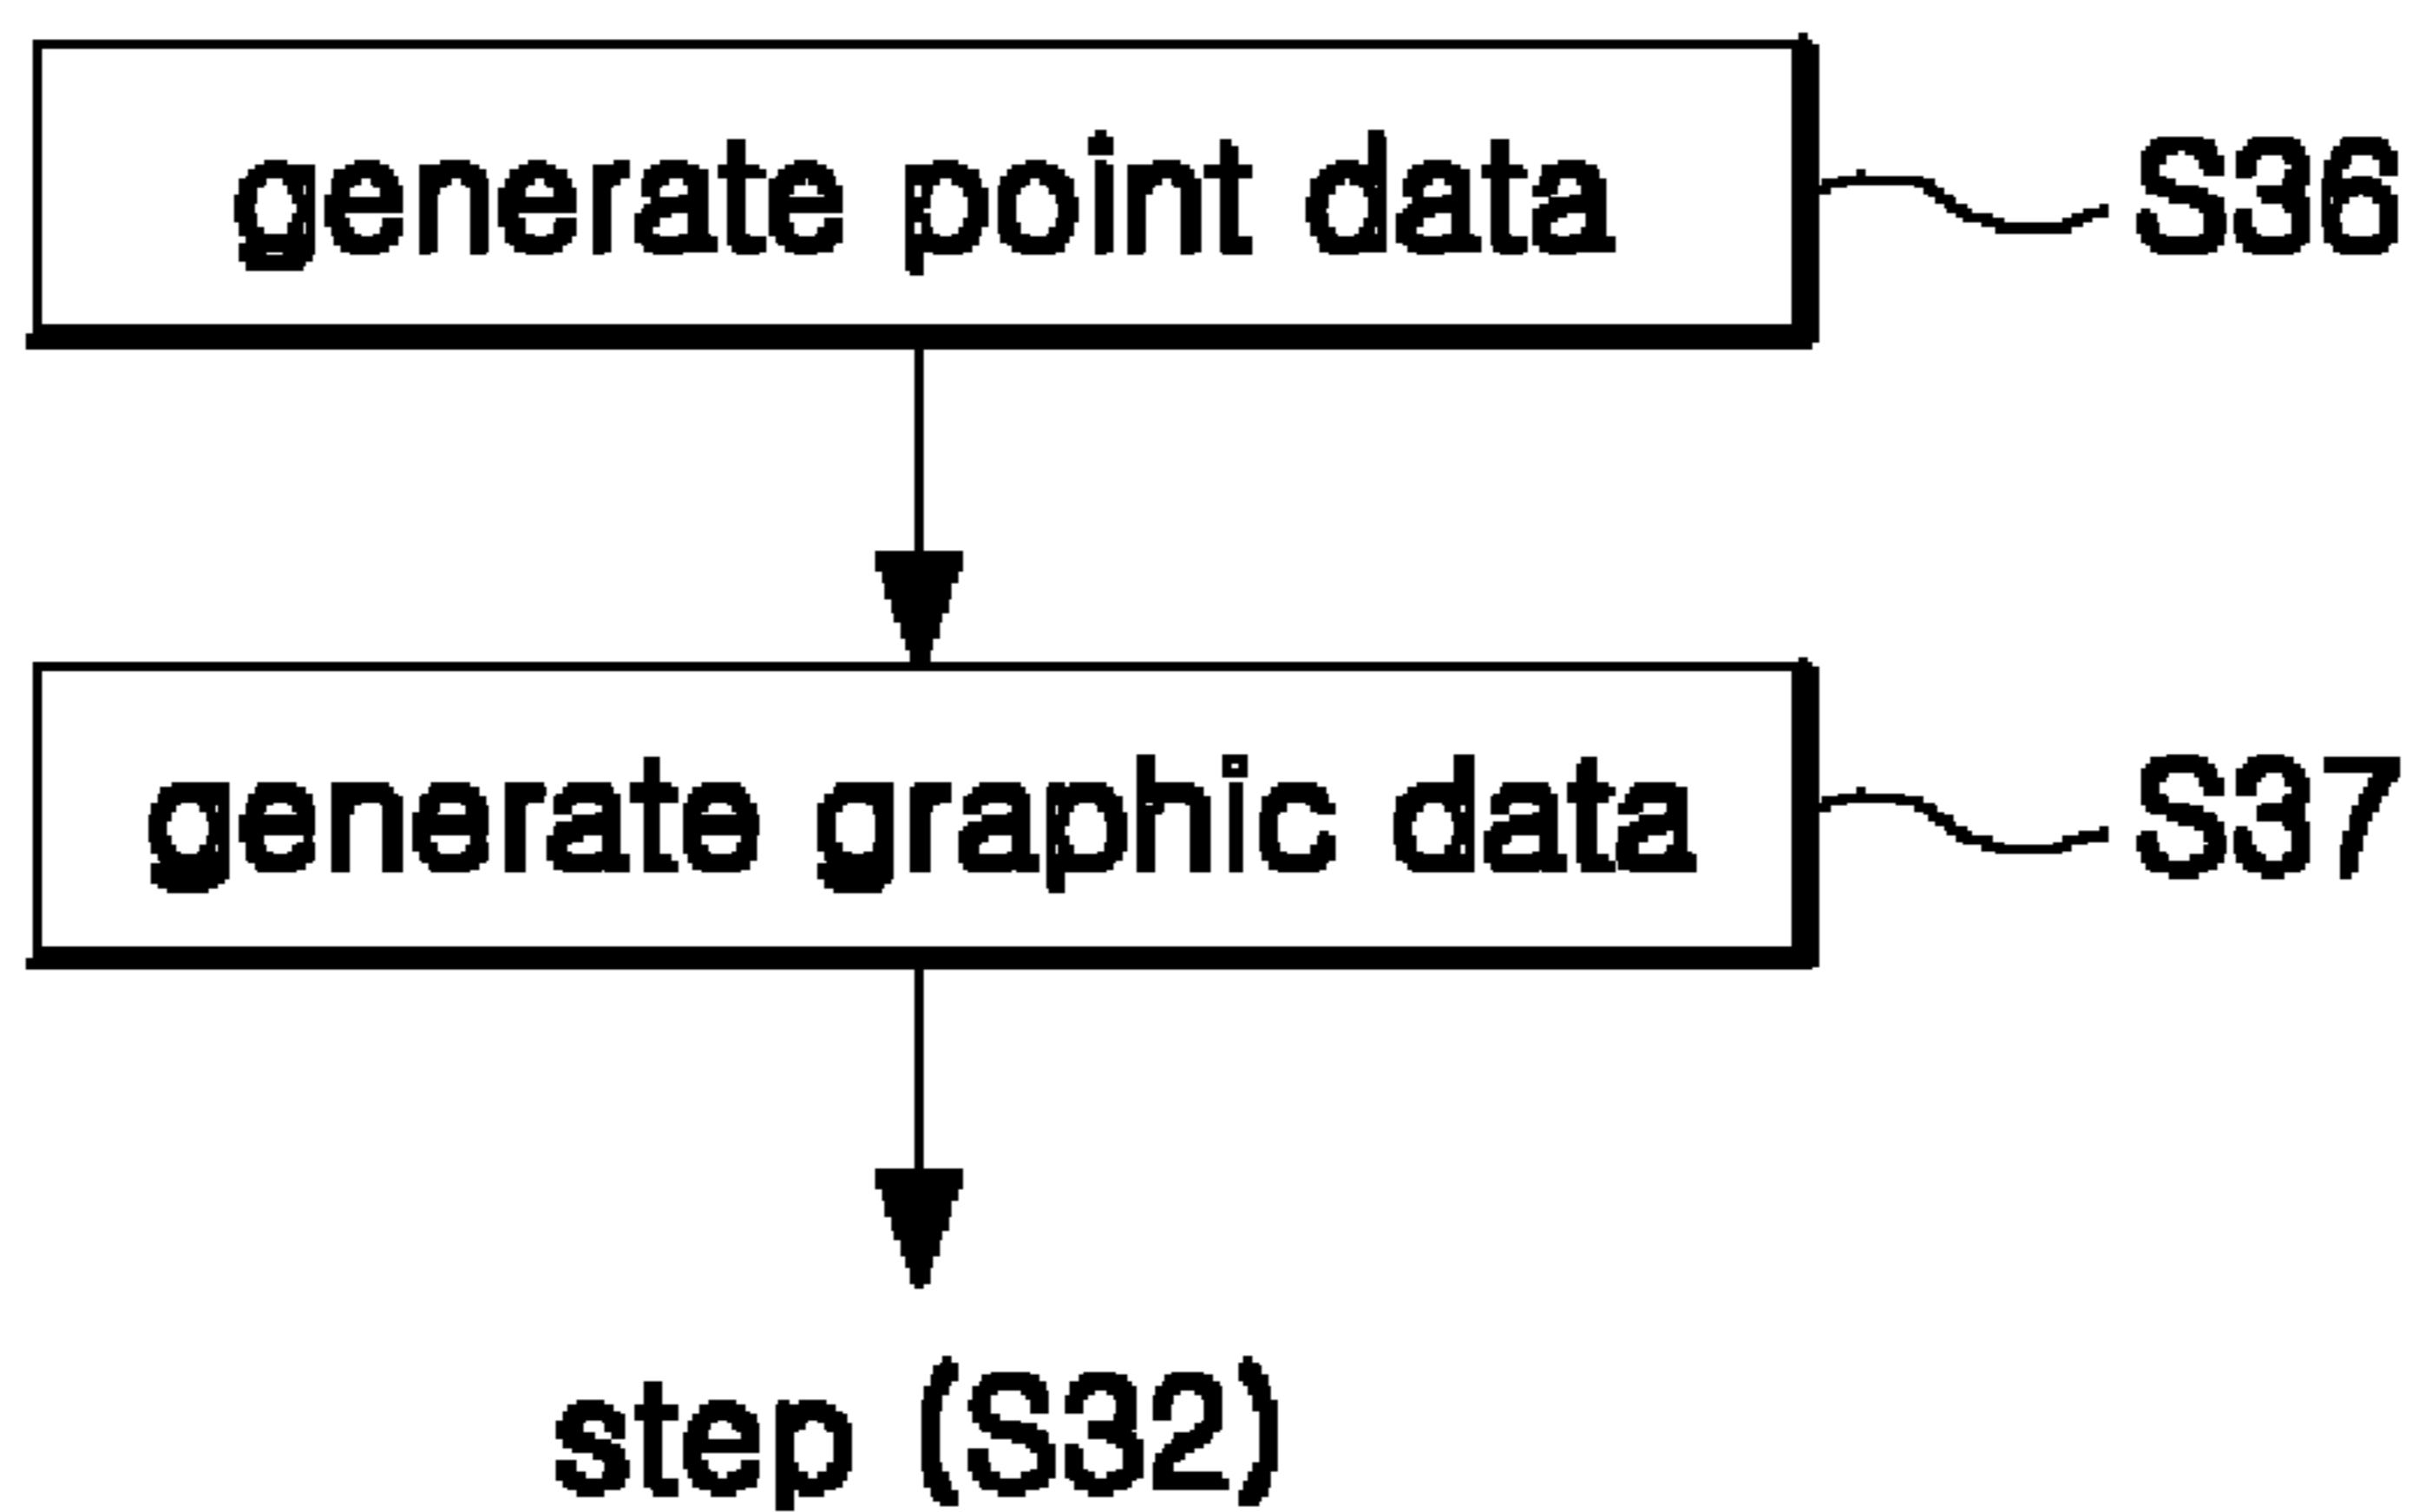 generate point data S36
generate graphic data S37
step (S32)